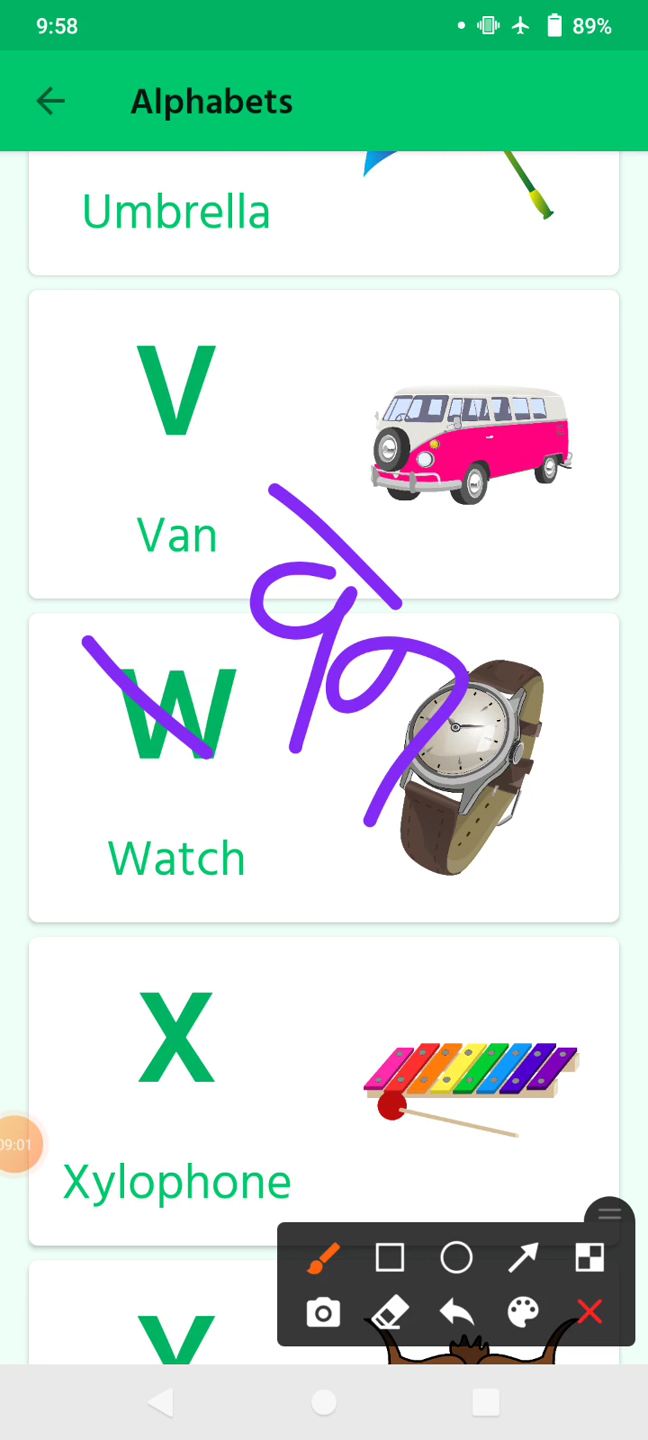 9:58
89%
Alphabets
Umbrella
V
Van
W
Watch
X
Xylophone
09:01
Y